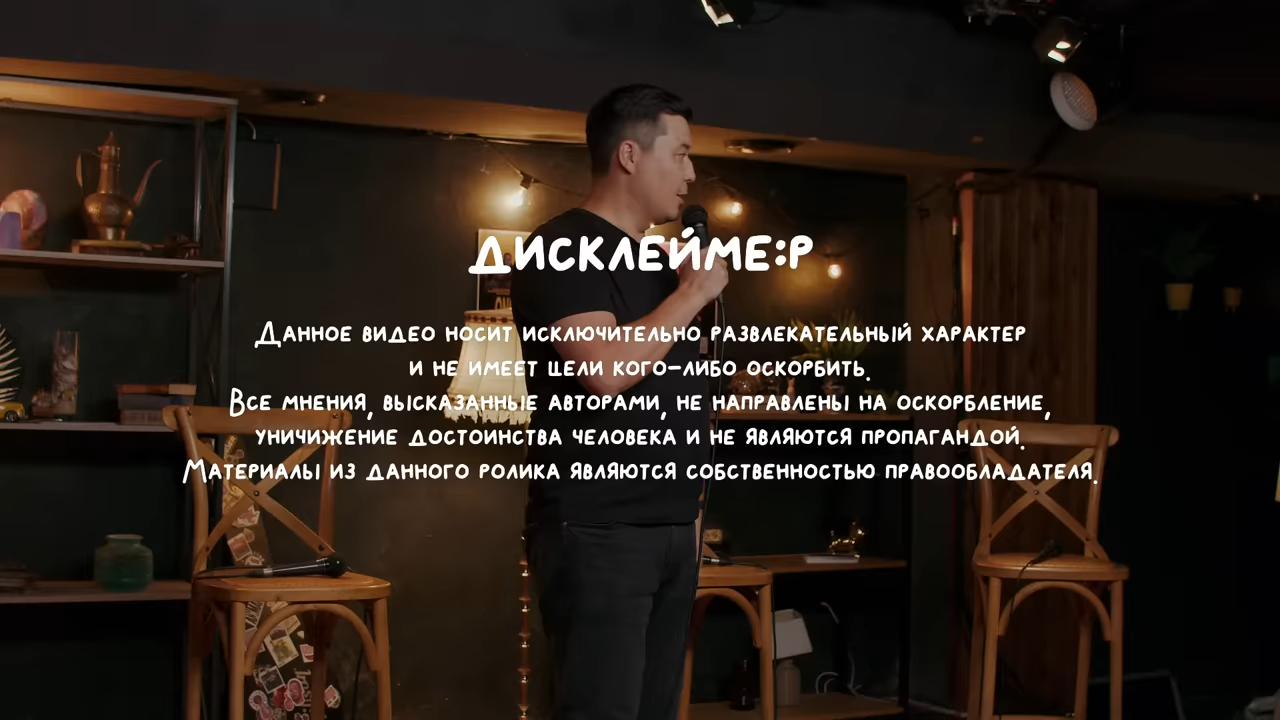 ДИСКЛЕЙМЕ:Р
Данное видео носит исключительно развлекательный характер
и не имеет цели кого-либо оскорбить.
Все мнения, высказанные авторами, не направлены на оскорбление,
уничижение достоинства человека и не являются пропагандой.
Материалы из данного ролика являются собственностью правообладателя.